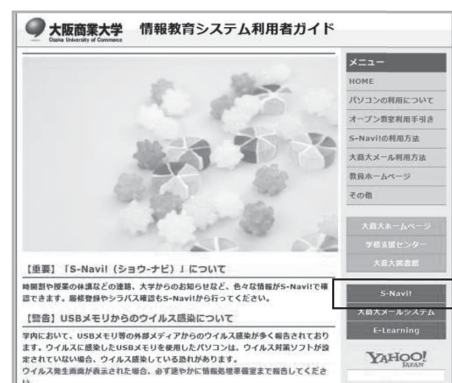 大阪商業大学 情報教育システム利用者ガイド
Osaka University of Commerce
メニュー
HOME
パソコンの利用について
オープン教室利用手引き
S-Navi!の利用方法
大商大メール利用方法
教員ホームページ
その他
大商大ホームページ
学修支援センター
大商大図書館
S-Navi!
大商大メールシステム
E-Learning
YAHOO!
JAPAN
【重要】「S-Navi!（ショウ-ナビ）」について
時間割や授業の休講などの連絡、大学からのお知らせなど、色々な情報がS-Navi!で確
認できます。履修登録やシラバス確認もS-Navi!から行ってください。
【警告】USBメモリからのウイルス感染について
学内において、USBメモリ等の外部メディアからのウイルス感染が多く報告されており
ます。ウイルスに感染したUSBメモリを使用したパソコンは、ウイルス対策ソフトが設
定されていない場合、ウイルス感染している恐れがあります。
ウイルス発生画面が表示された場合、必ず速やかに情報処理準備室まで報告してくださ
い